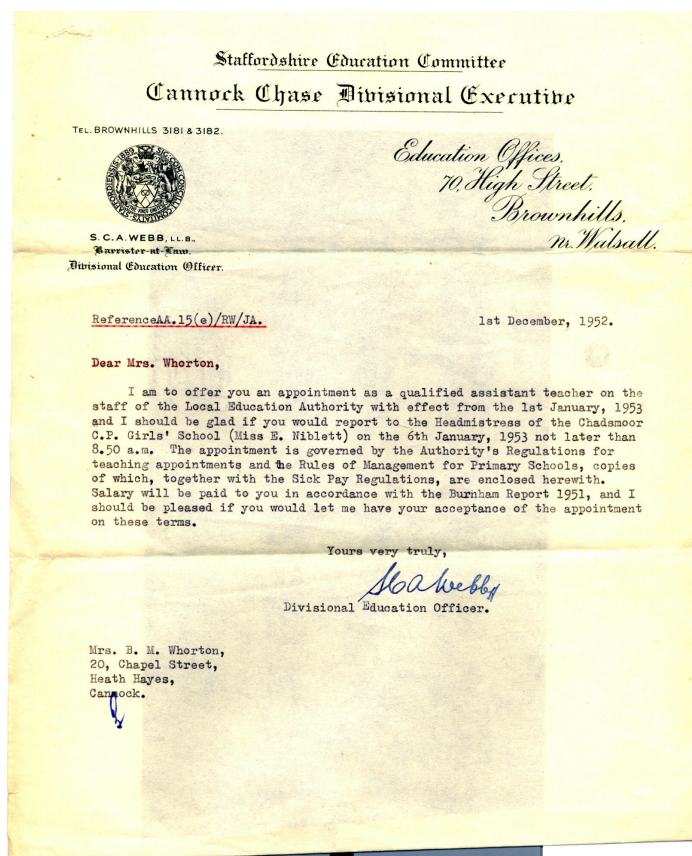 Staffordshire Education Committee
Cannock Chase Divisional Executive
TEL. BROWNHILLS 3181 & 3182.
Education Offices,
70, High Street,
Brownhills,
Nr. Walsall.
S. C. A. WEBB, LL. B.,
Barrister-at-Law.
Divisional Education Officer.
ReferenceAA.15(e)/RW/JA.
1st December, 1952.
Dear Mrs. Whorton,
I am to offer you an appointment as a qualified assistant teacher on the
staff of the Local Education Authority with effect from the 1st January, 1953
and I should be glad if you would report to the Headmistress of the Chadsmoor
C.P. Girls' School (Miss E. Niblett) on the 6th January, 1953 not later than
8.50 a.m. The appointment is governed by the Authority's Regulations for
teaching appointments and the Rules of Management for Primary Schools, copies
of which, together with the Sick Pay Regulations, are enclosed herewith.
Salary will be paid to you in accordance with the Burnham Report 1951, and I
should be pleased if you would let me have your acceptance of the appointment
on these terms.
Yours very truly,
SCA Webb
Divisional Education Officer.
Mrs. B. M. Whorton,
20, Chapel Street,
Heath Hayes,
Cannock.